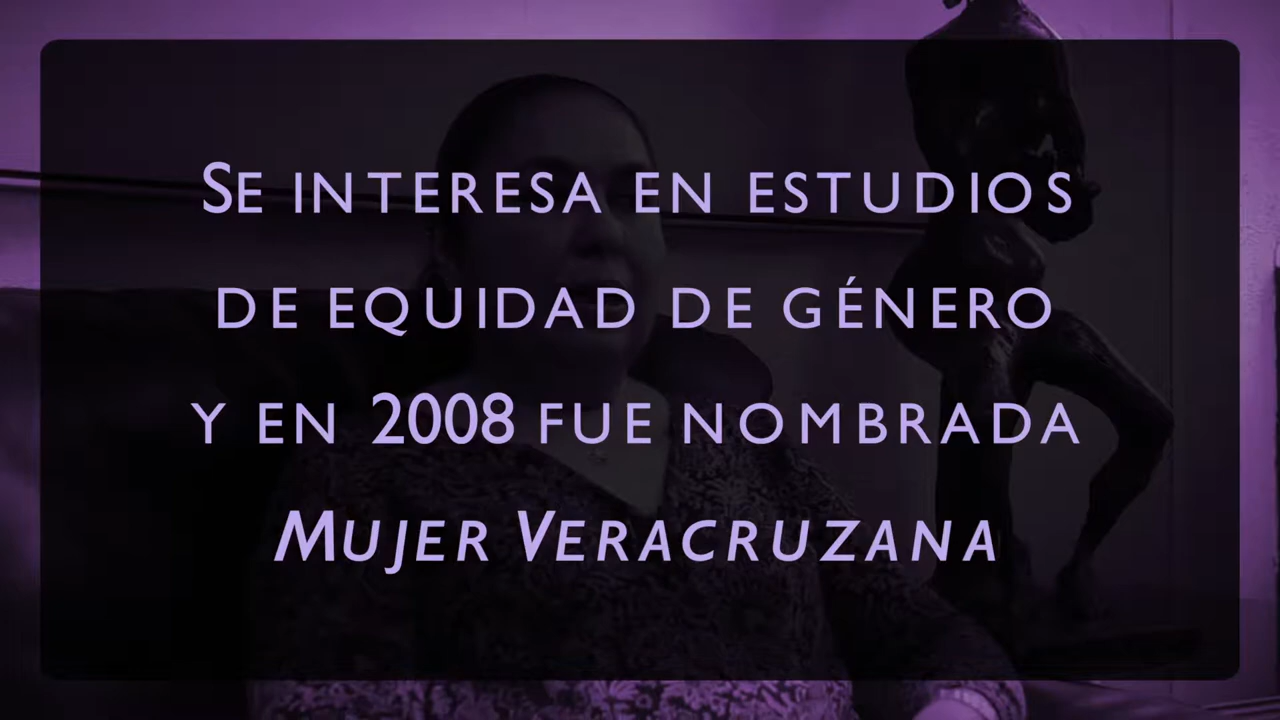 Se interesa en estudios
de equidad de género
y en 2008 fue nombrada
Mujer Veracruzana